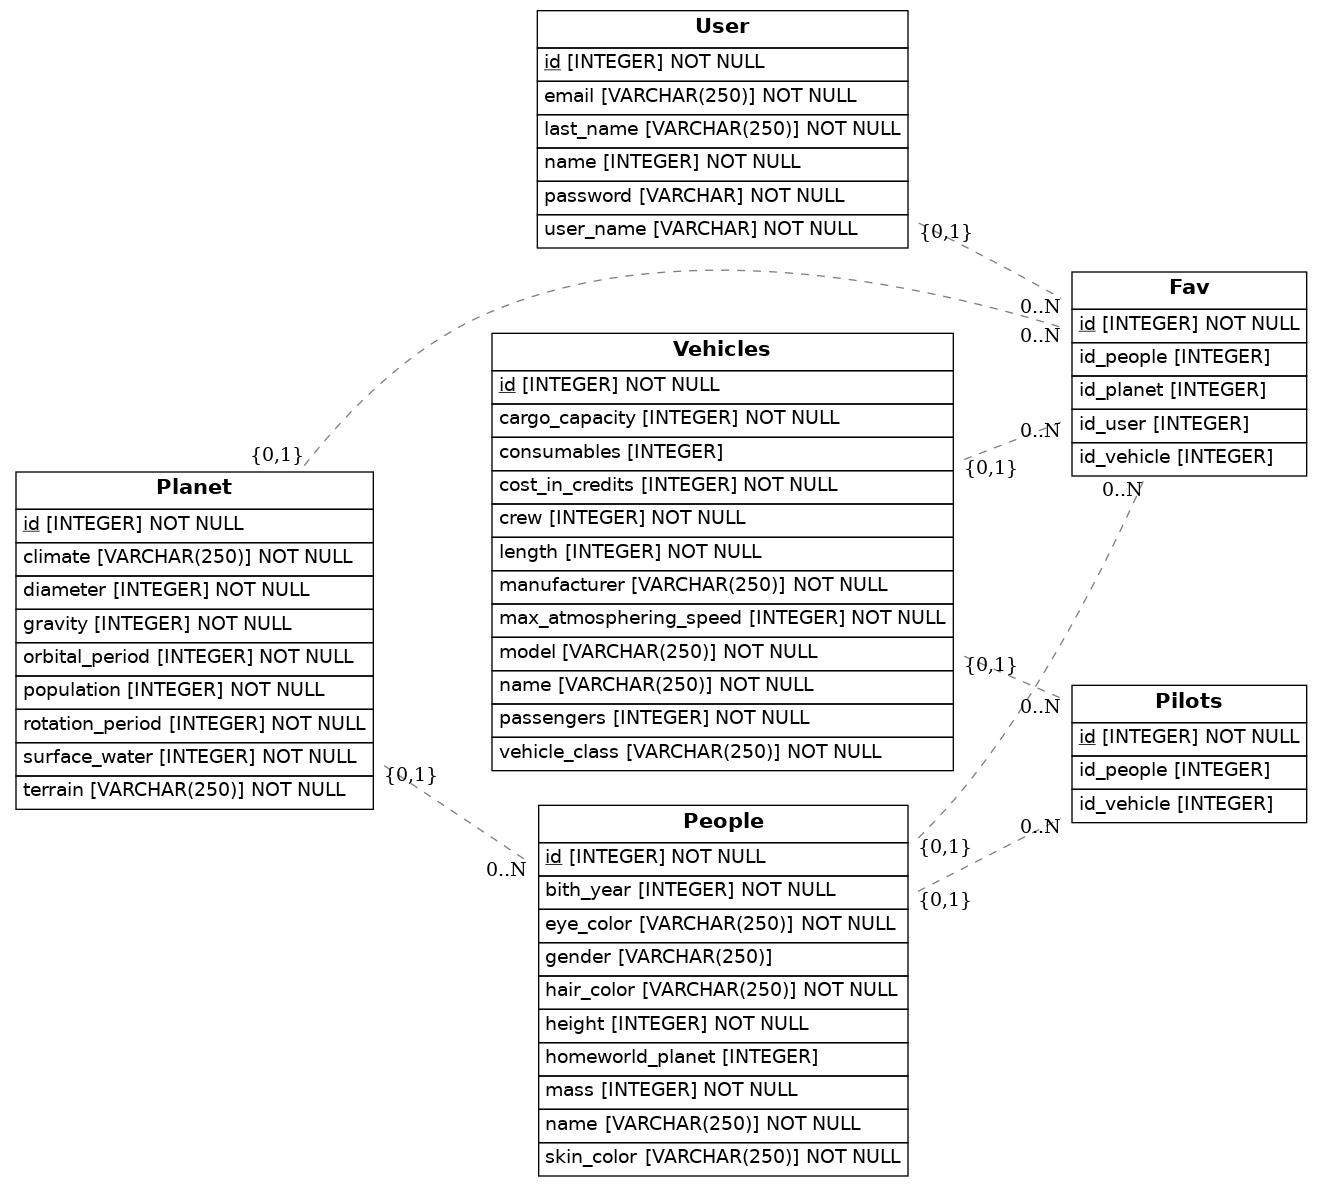 User
id [INTEGER] NOT NULL
email [VARCHAR(250)] NOT NULL
last_name [VARCHAR(250)] NOT NULL
name [INTEGER] NOT NULL
password [VARCHAR] NOT NULL
user_name [VARCHAR] NOT NULL
{0,1}
0..N
Fav
id [INTEGER] NOT NULL
id_people [INTEGER]
id_planet [INTEGER]
id_user [INTEGER]
id_vehicle [INTEGER]
0..N
0..N
0..N
{0,1}
{0,1}
Vehicles
id [INTEGER] NOT NULL
cargo_capacity [INTEGER] NOT NULL
consumables [INTEGER]
cost_in_credits [INTEGER] NOT NULL
crew [INTEGER] NOT NULL
length [INTEGER] NOT NULL
manufacturer [VARCHAR(250)] NOT NULL
max_atmosphering_speed [INTEGER] NOT NULL
model [VARCHAR(250)] NOT NULL
name [VARCHAR(250)] NOT NULL
passengers [INTEGER] NOT NULL
vehicle_class [VARCHAR(250)] NOT NULL
Planet
id [INTEGER] NOT NULL
climate [VARCHAR(250)] NOT NULL
diameter [INTEGER] NOT NULL
gravity [INTEGER] NOT NULL
orbital_period [INTEGER] NOT NULL
population [INTEGER] NOT NULL
rotation_period [INTEGER] NOT NULL
surface_water [INTEGER] NOT NULL
terrain [VARCHAR(250)] NOT NULL
{0,1}
0..N
{0,1}
0..N
Pilots
id [INTEGER] NOT NULL
id_people [INTEGER]
id_vehicle [INTEGER]
0..N
{0,1}
{0,1}
People
id [INTEGER] NOT NULL
bith_year [INTEGER] NOT NULL
eye_color [VARCHAR(250)] NOT NULL
gender [VARCHAR(250)]
hair_color [VARCHAR(250)] NOT NULL
height [INTEGER] NOT NULL
homeworld_planet [INTEGER]
mass [INTEGER] NOT NULL
name [VARCHAR(250)] NOT NULL
skin_color [VARCHAR(250)] NOT NULL